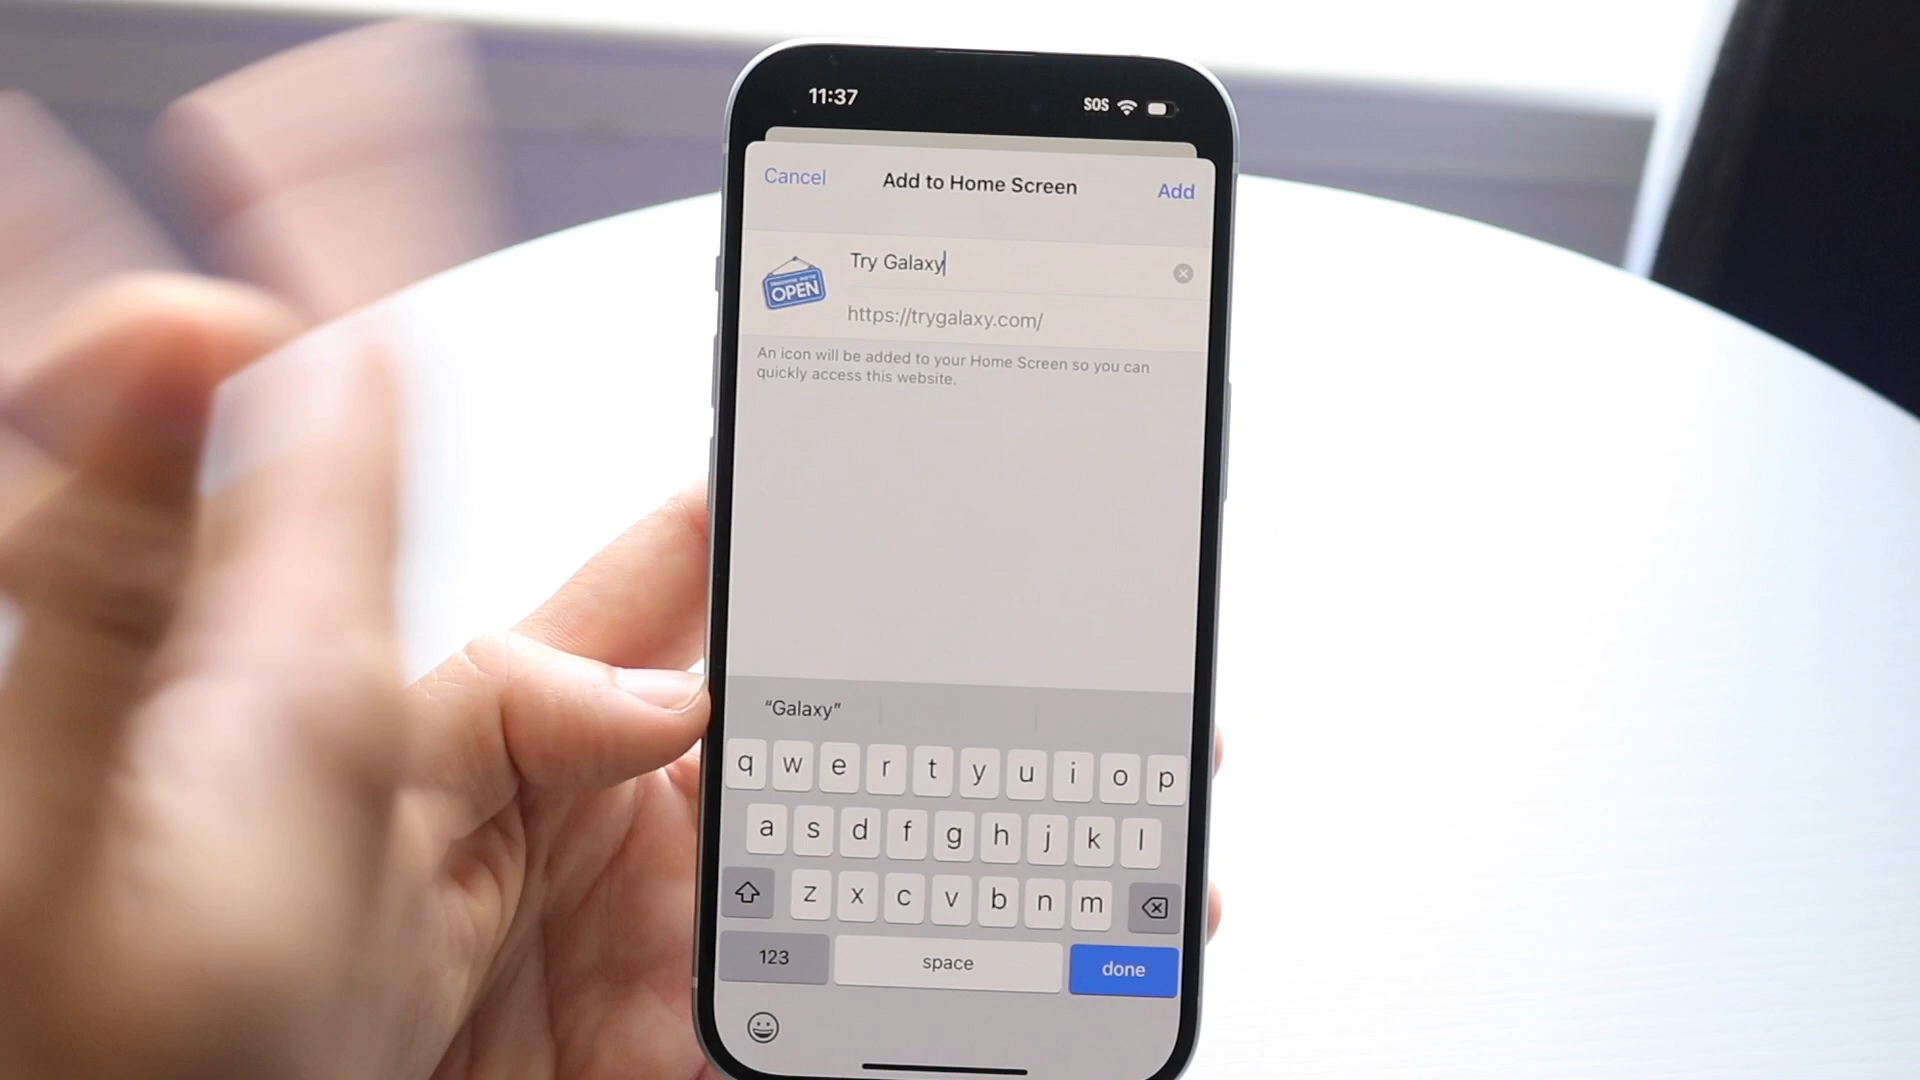 11:37 SOS
Cancel Add to Home Screen Add
Try Galaxy
OPEN
https://trygalaxy.com/
An icon will be added to your Home Screen so you can
quickly access this website.
“Galaxy”
q w e r t y u i o p
a s d f g h j k l
z x c v b n m
123 space done